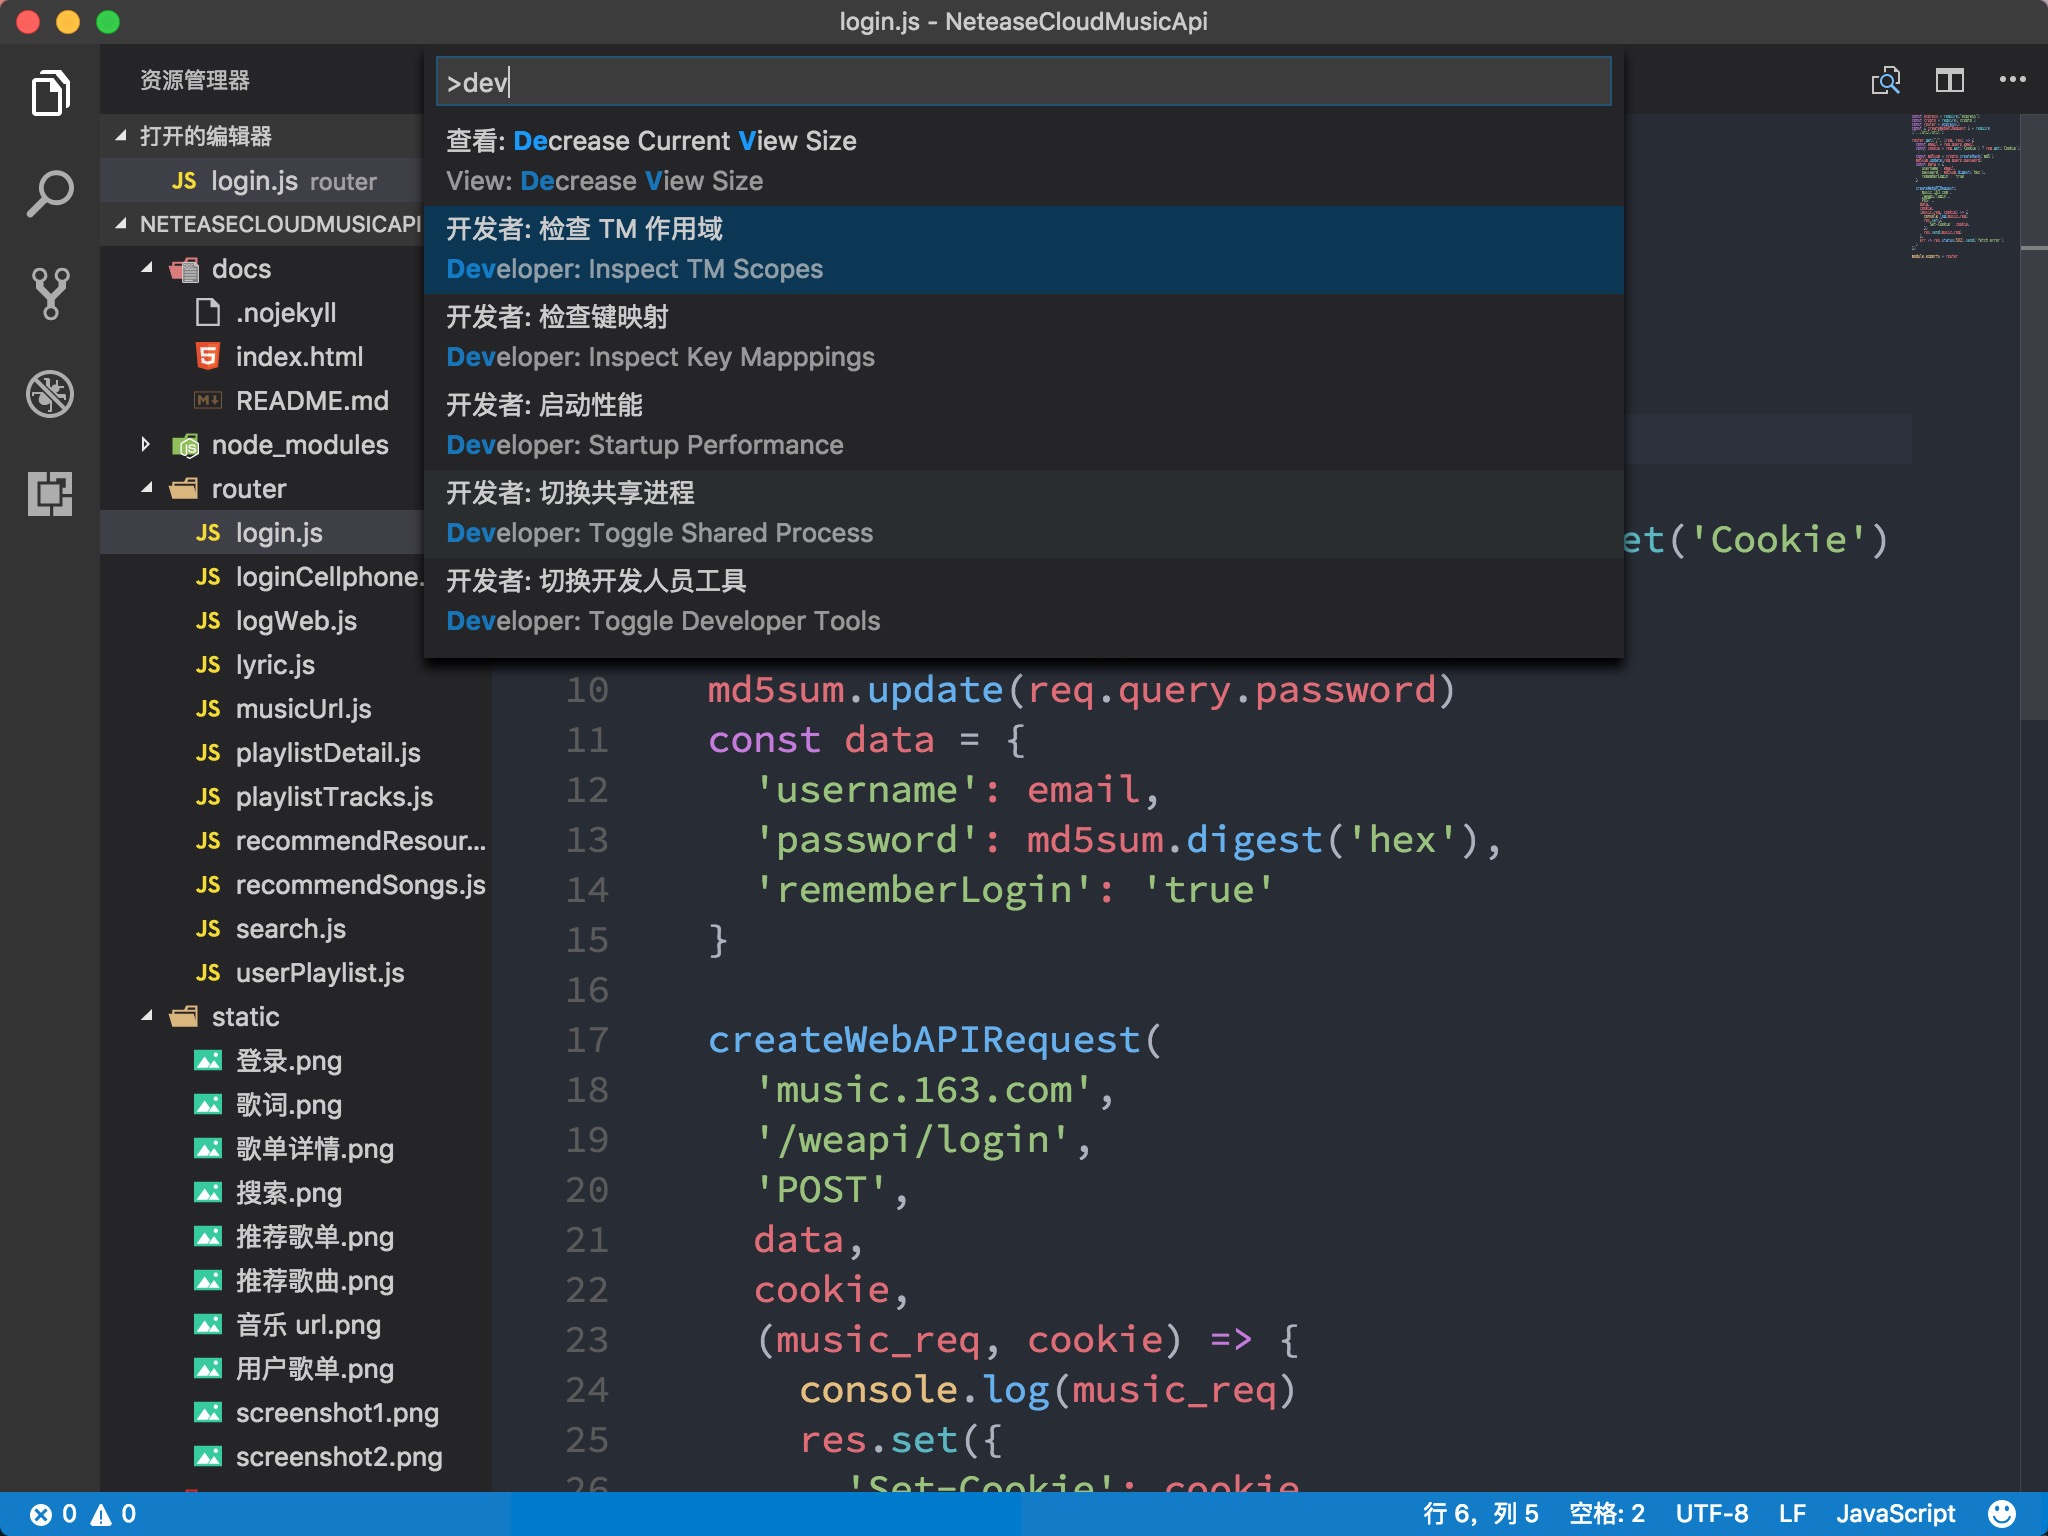 login.js - NeteaseCloudMusicApi
资源管理器
打开的编辑器
JS login.js router
NETEASECLOUDMUSICAPI
docs
.nojekyll
index.html
README.md
node_modules
router
JS login.js
JS loginCellphone.
JS logWeb.js
JS lyric.js
JS musicUrl.js
JS playlistDetail.js
JS playlistTracks.js
JS recommendResour...
JS recommendSongs.js
JS search.js
JS userPlaylist.js
static
登录.png
歌词.png
歌单详情.png
搜索.png
推荐歌单.png
推荐歌曲.png
音乐 url.png
用户歌单.png
screenshot1.png
screenshot2.png
>dev
查看: Decrease Current View Size
View: Decrease View Size
开发者: 检查 TM 作用域
Developer: Inspect TM Scopes
开发者: 检查键映射
Developer: Inspect Key Mapppings
开发者: 启动性能
Developer: Startup Performance
开发者: 切换共享进程
Developer: Toggle Shared Process
开发者: 切换开发人员工具
Developer: Toggle Developer Tools
et('Cookie')
10 md5sum.update(req.query.password)
11 const data = {
12 'username': email,
13 'password': md5sum.digest('hex'),
14 'rememberLogin': 'true'
15 }
16
17 createWebAPIRequest(
18 'music.163.com',
19 '/weapi/login',
20 'POST',
21 data,
22 cookie,
23 (music_req, cookie) => {
24 console.log(music_req)
25 res.set({
26 'Set-Cookie': cookie
0 0
行 6，列 5 空格: 2 UTF-8 LF JavaScript